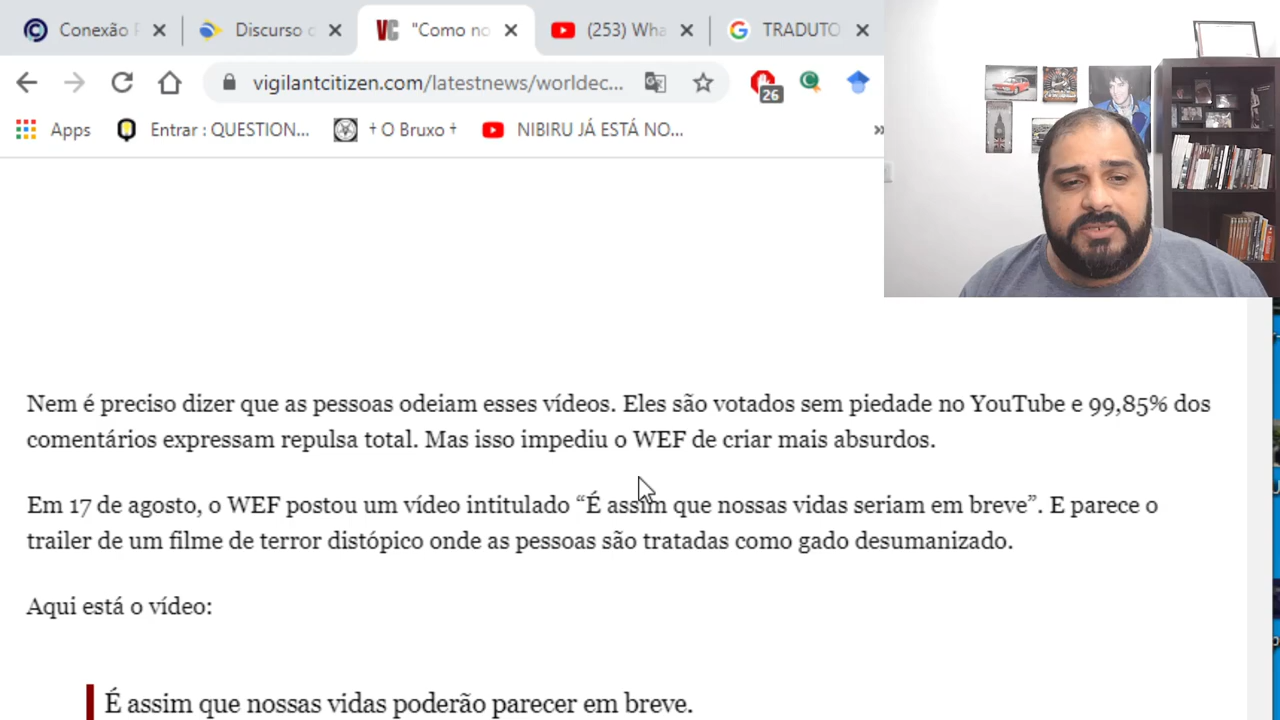 Conexão P
Discurso c
VC "Como no
(253) Wha
TRADUTO
vigilantcitizen.com/latestnews/worldec...
26
Apps
Entrar : QUESTION...
† O Bruxo †
NIBIRU JÁ ESTÁ NO...
»
Nem é preciso dizer que as pessoas odeiam esses vídeos. Eles são votados sem piedade no YouTube e 99,85% dos
comentários expressam repulsa total. Mas isso impediu o WEF de criar mais absurdos.
Em 17 de agosto, o WEF postou um vídeo intitulado “É assim que nossas vidas seriam em breve”. E parece o
trailer de um filme de terror distópico onde as pessoas são tratadas como gado desumanizado.
Aqui está o vídeo:
É assim que nossas vidas poderão parecer em breve.